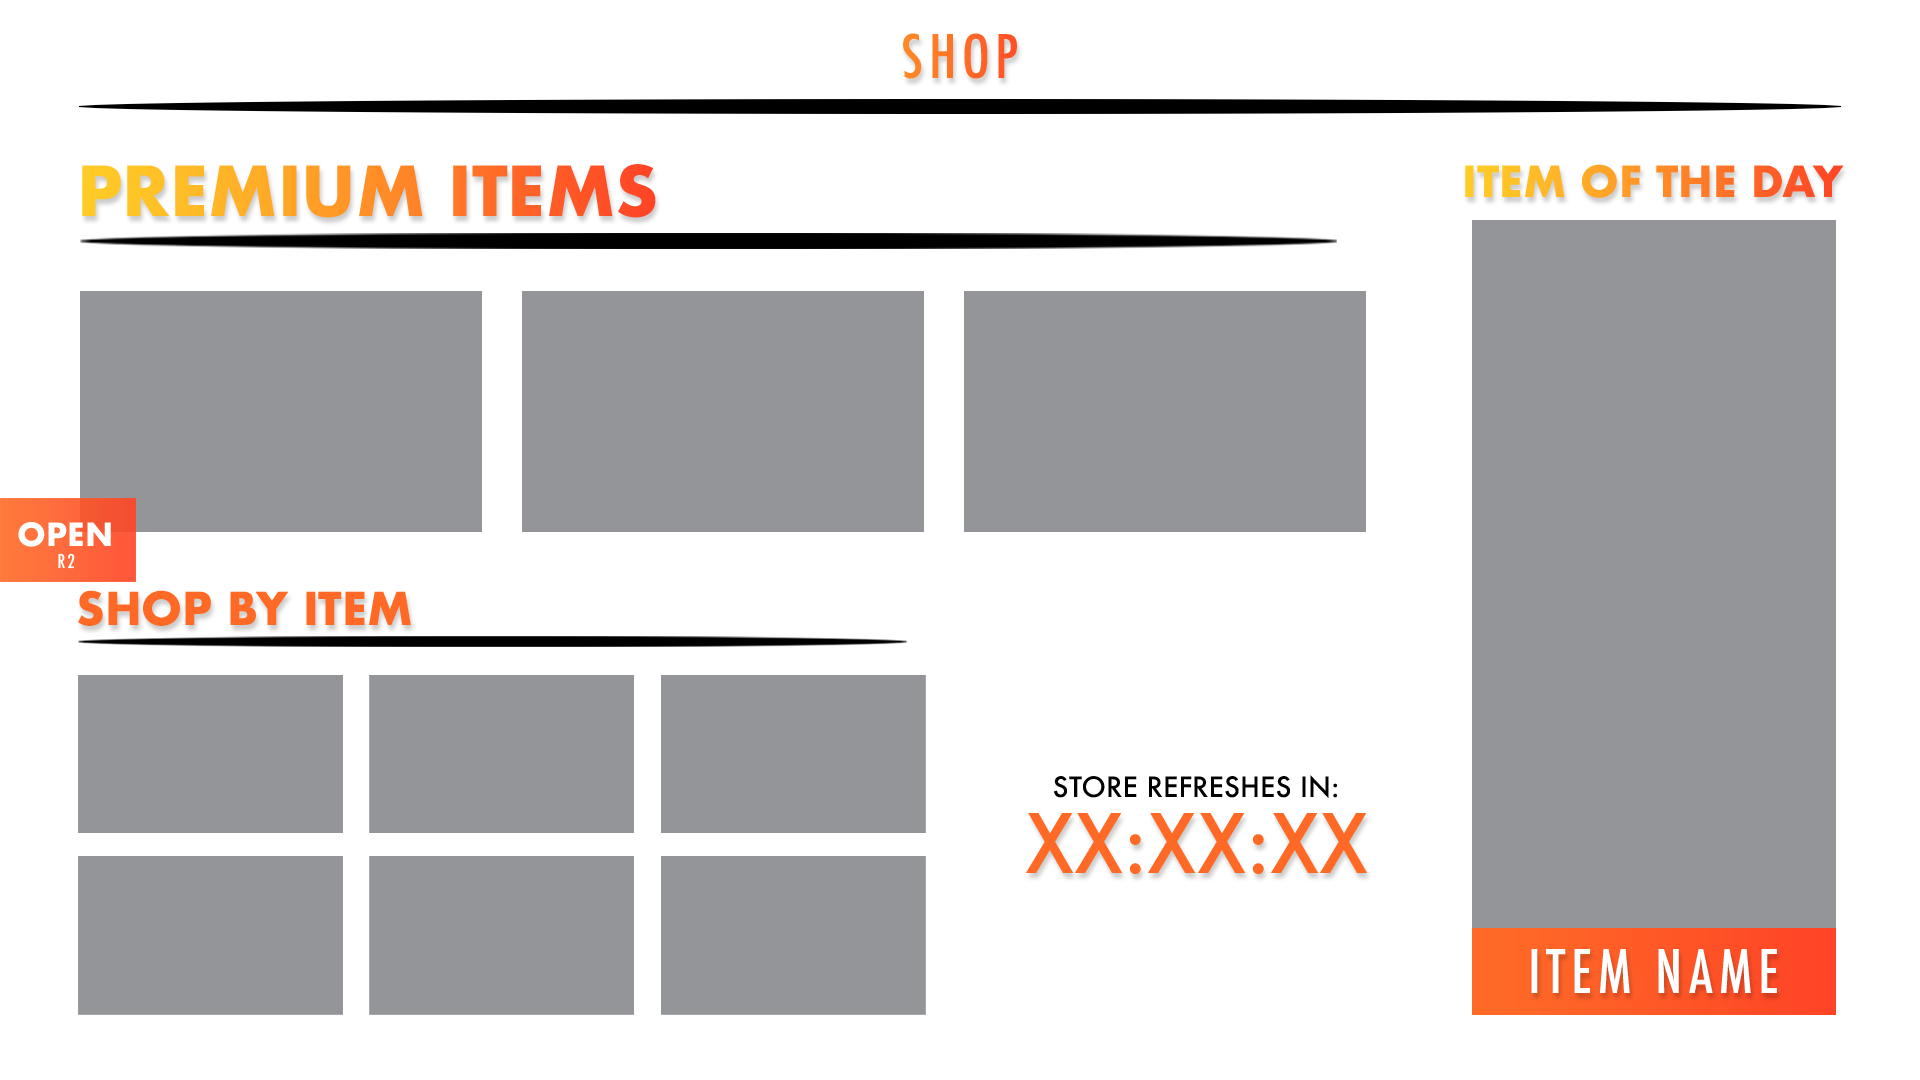 SHOP
PREMIUM ITEMS
ITEM OF THE DAY
OPEN
R2
SHOP BY ITEM
STORE REFRESHES IN:
XX:XX:XX
ITEM NAME